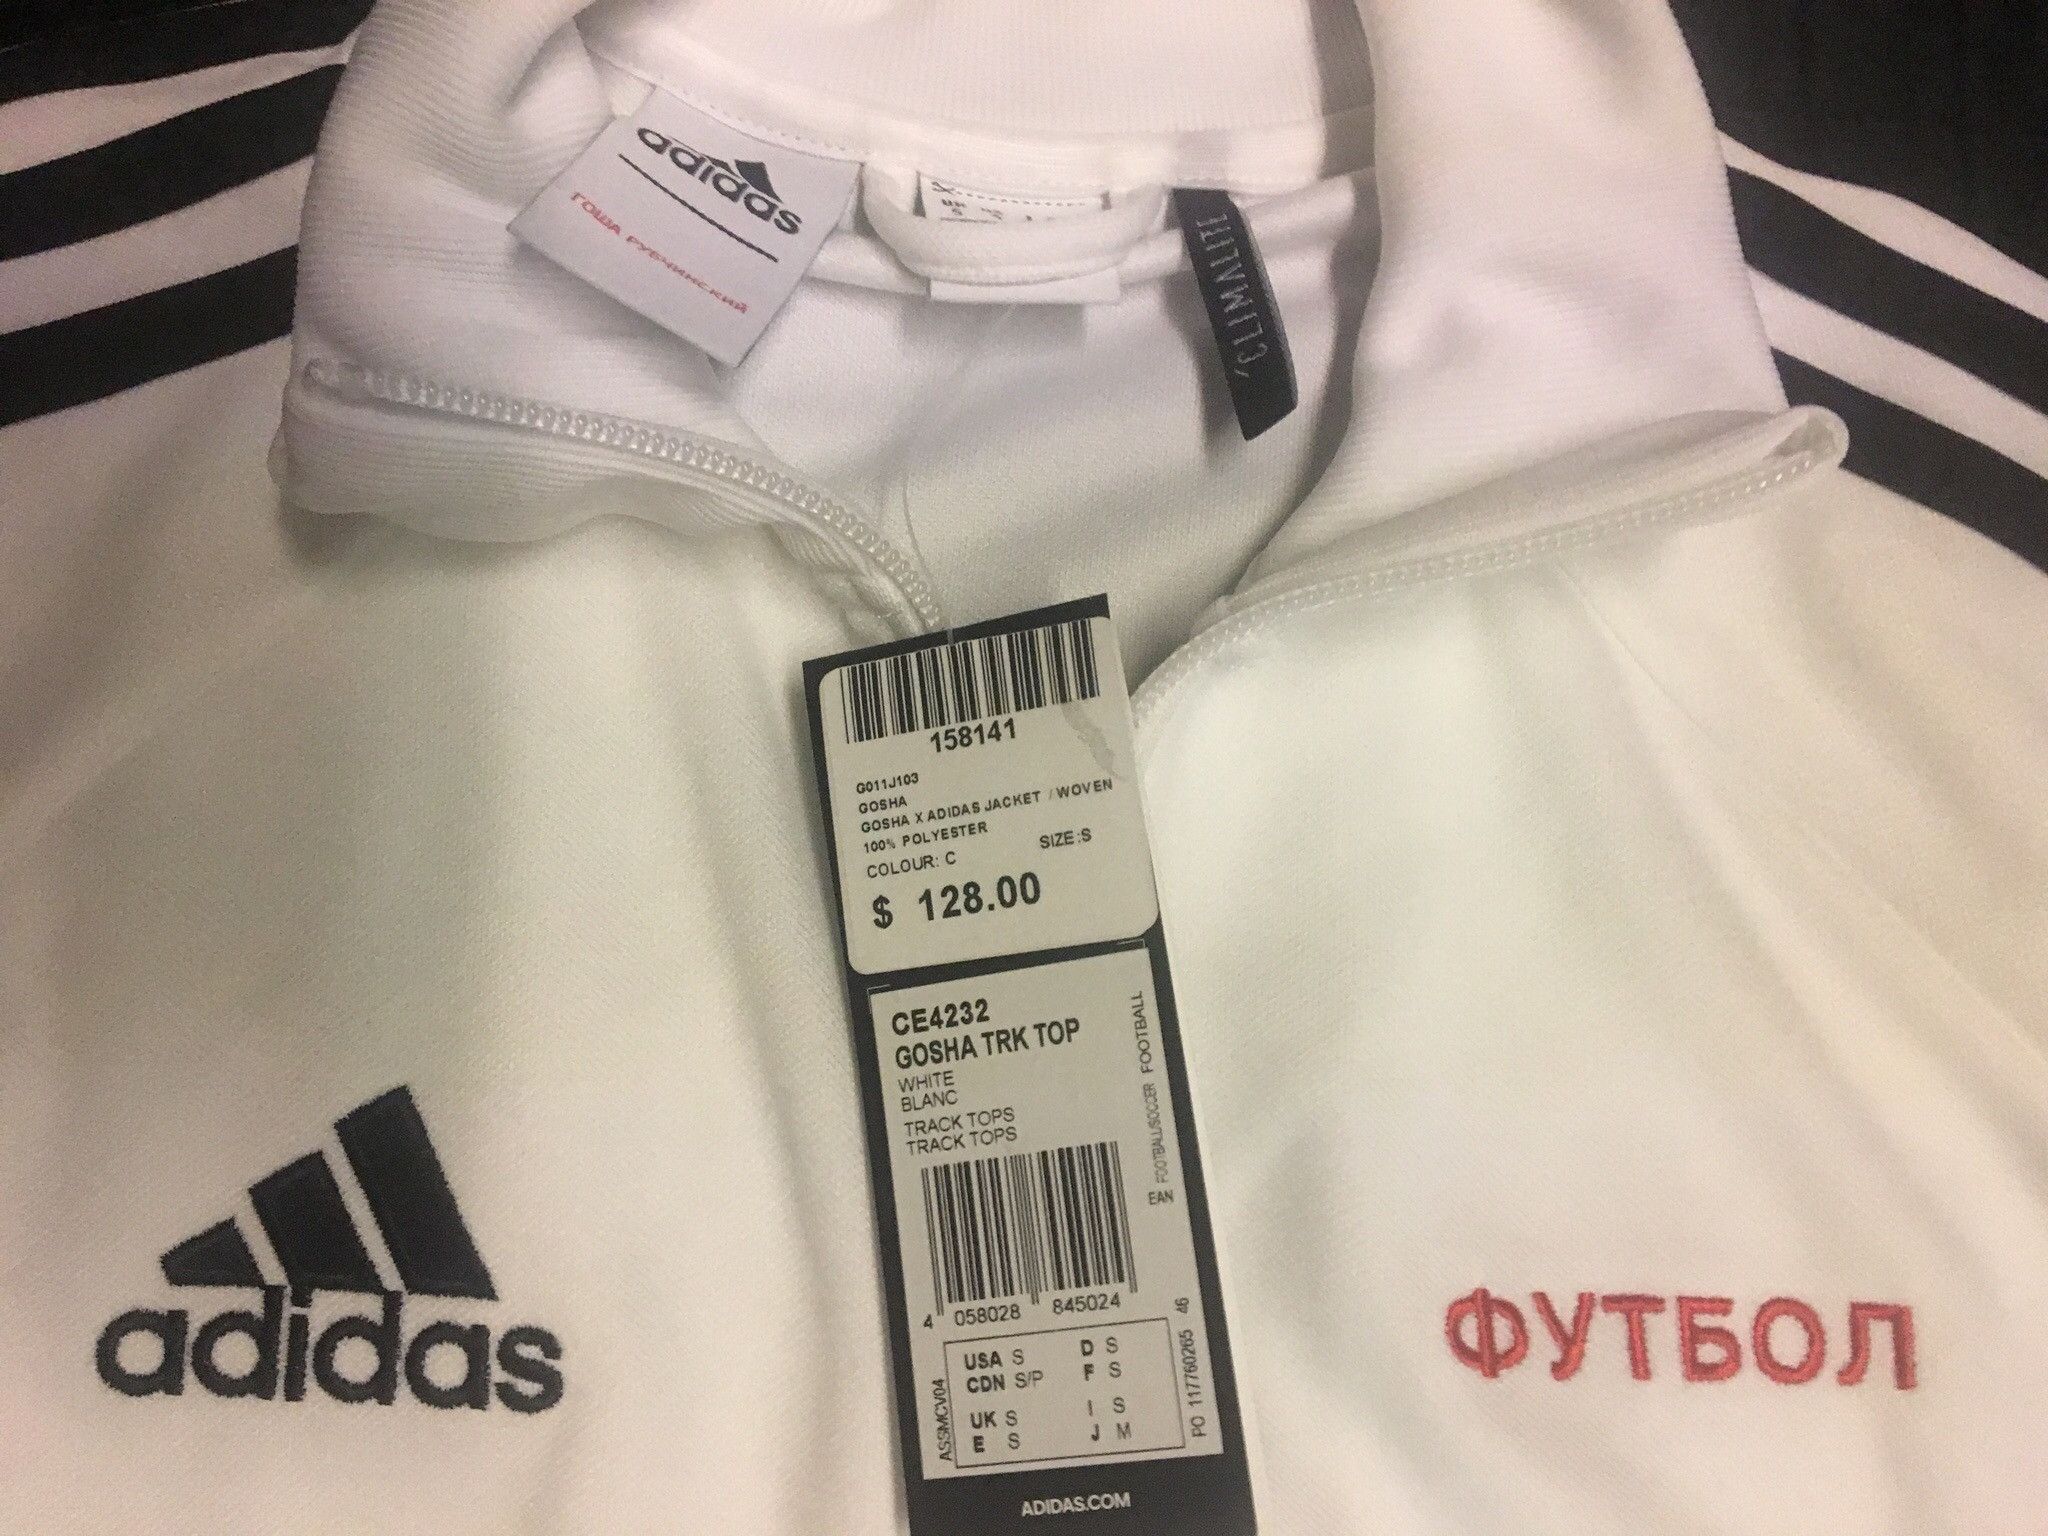 adidas
ГОША РУБЧИНСКИЙ
UK
S
CLIMALITE
158141
G011J103
GOSHA
GOSHA X ADIDAS JACKET / WOVEN
100% POLYESTER
COLOUR: C SIZE:S
$ 128.00
CE4232
GOSHA TRK TOP
WHITE
BLANC
TRACK TOPS
TRACK TOPS
FOOTBALL/SOCCER FOOTBALL
EAN
4 058028 845024
USA S D S
CDN S/P F S
UK S I S
E S J M
ASSMCV04
PO 117760265 46
ADIDAS.COM
adidas
ФУТБОЛ